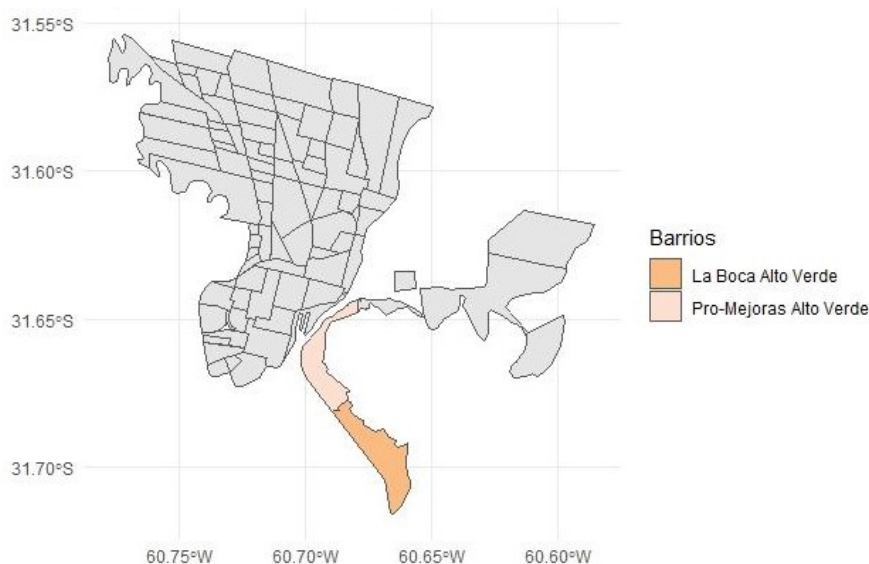 31.55°S
31.60°S
31.65°S
31.70°S
60.75°W
60.70°W
60.65°W
60.60°W
Barrios
La Boca Alto Verde
Pro-Mejoras Alto Verde